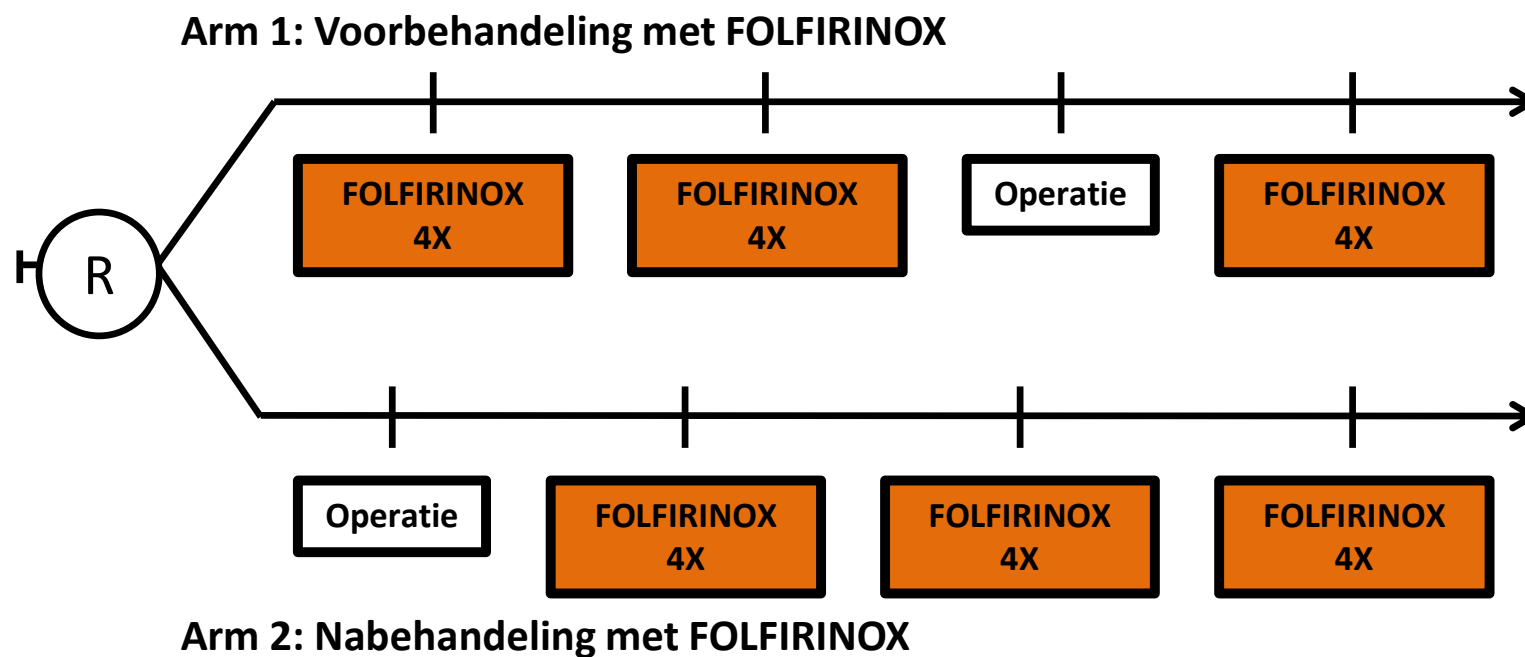 Arm 1: Voorbehandeling met FOLFIRINOX
FOLFIRINOX
4X
FOLFIRINOX
4X
Operatie
FOLFIRINOX
4X
R
Operatie
FOLFIRINOX
4X
FOLFIRINOX
4X
FOLFIRINOX
4X
Arm 2: Nabehandeling met FOLFIRINOX